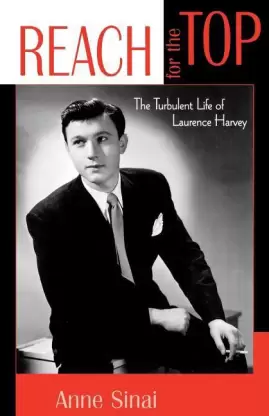 REACH
for the
TOP
The Turbulent Life of
Laurence Harvey
Anne Sinai